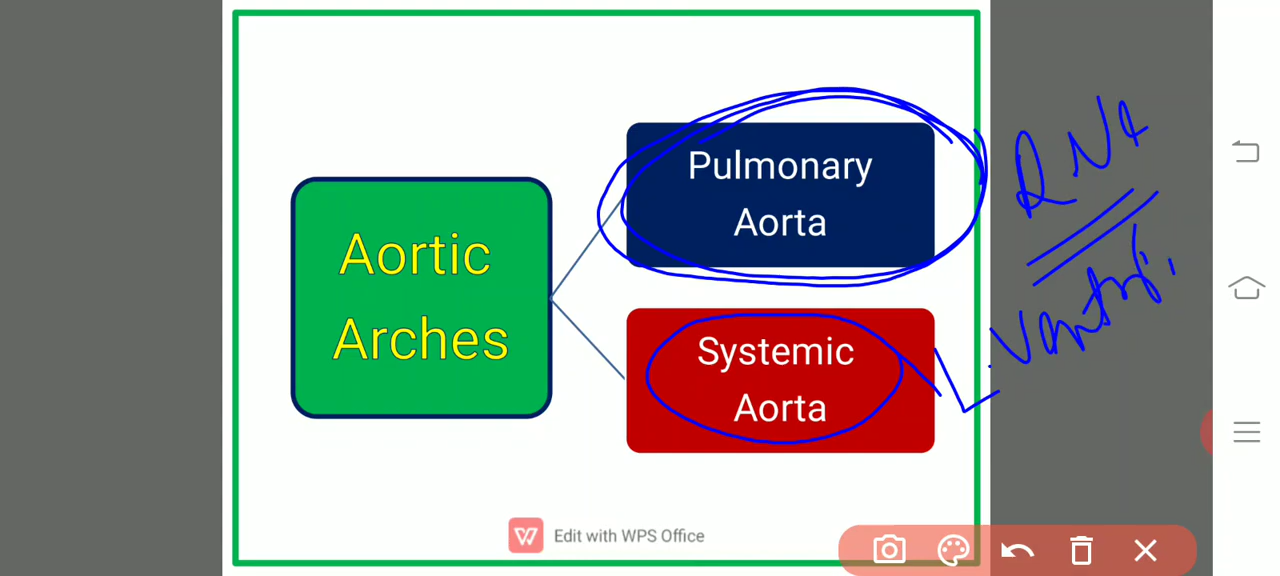 Aortic
Arches
Pulmonary
Aorta
Systemic
Aorta
Edit with WPS Office